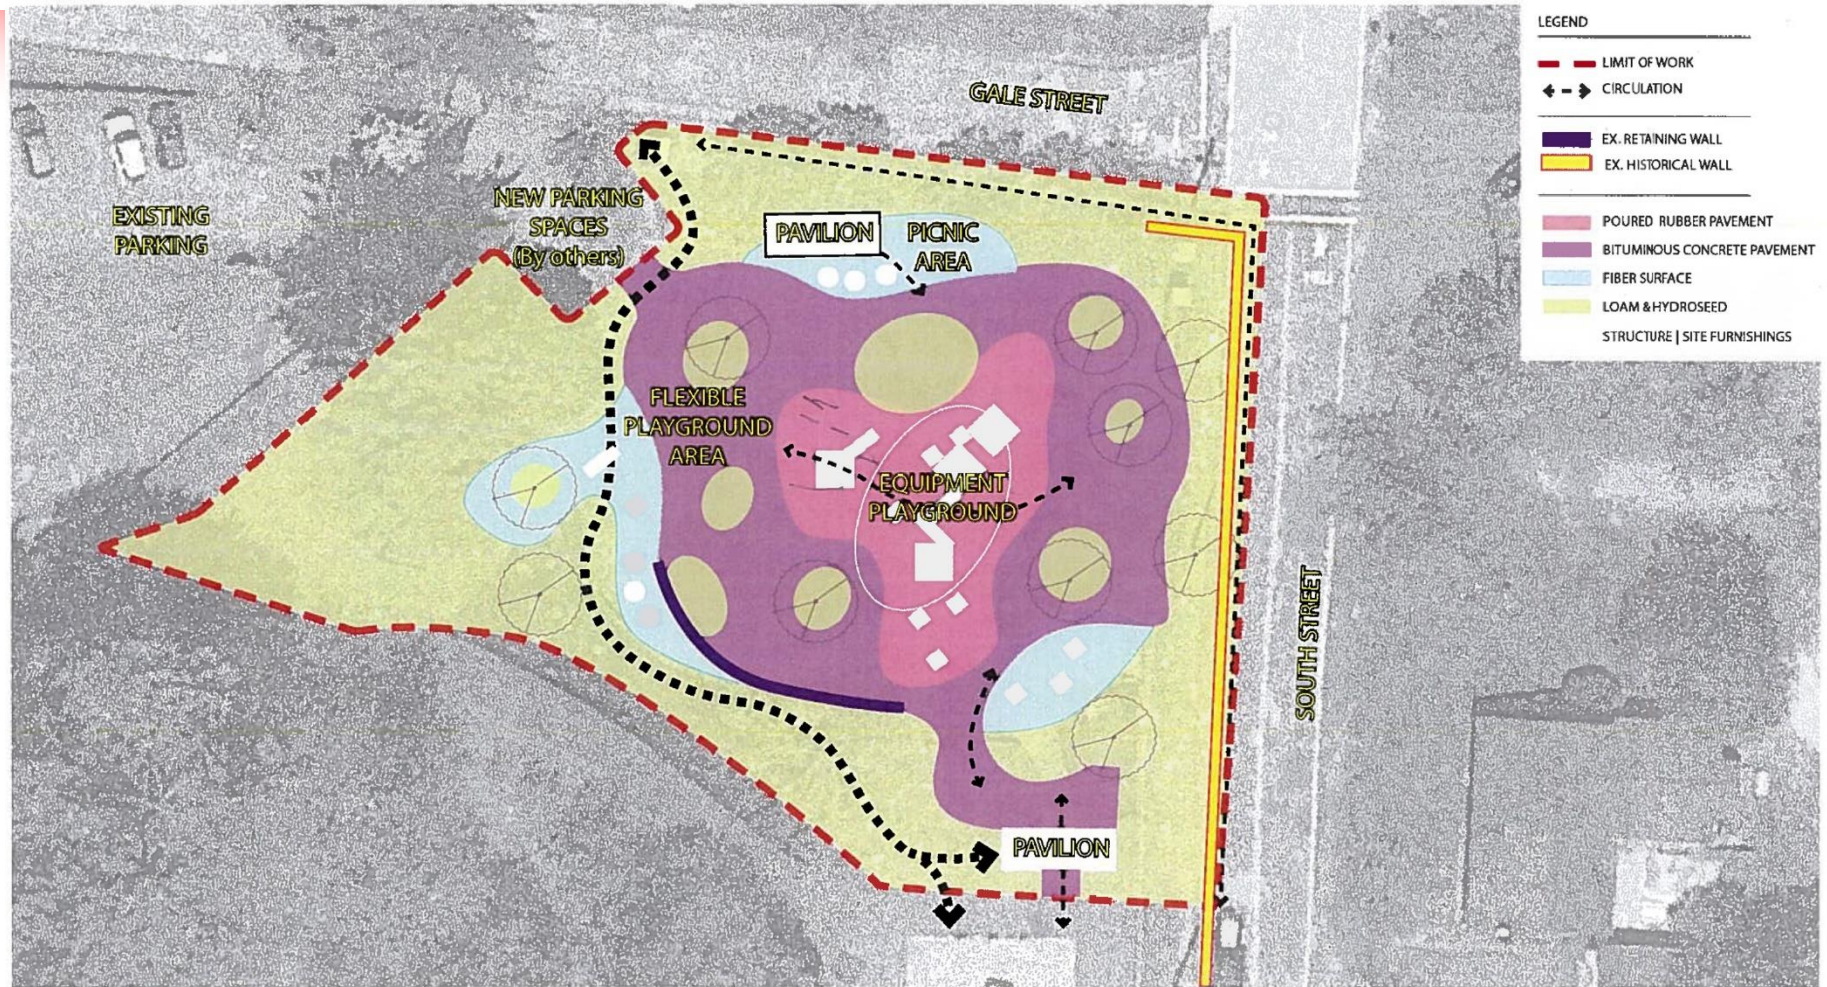 LEGEND
LIMIT OF WORK
CIRCULATION
EX. RETAINING WALL
EX. HISTORICAL WALL
POURED RUBBER PAVEMENT
BITUMINOUS CONCRETE PAVEMENT
FIBER SURFACE
LOAM & HYDROSEED
STRUCTURE | SITE FURNISHINGS
GALE STREET
EXISTING
PARKING
NEW PARKING
SPACES
(By others)
PAVILION
PICNIC
AREA
FLEXIBLE
PLAYGROUND
AREA
EQUIPMENT
PLAYGROUND
SOUTH STREET
PAVILION